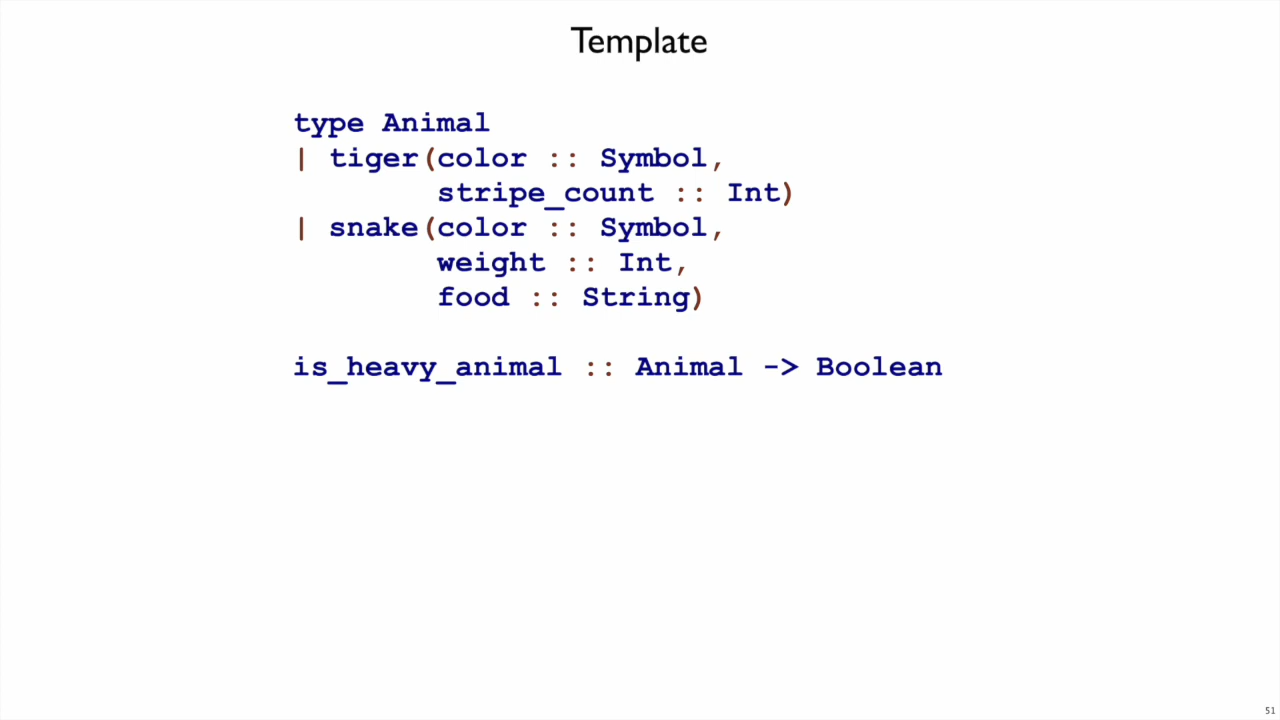 Template
type Animal
| tiger(color :: Symbol,
stripe_count :: Int)
| snake(color :: Symbol,
weight :: Int,
food :: String)
is_heavy_animal :: Animal -> Boolean
51